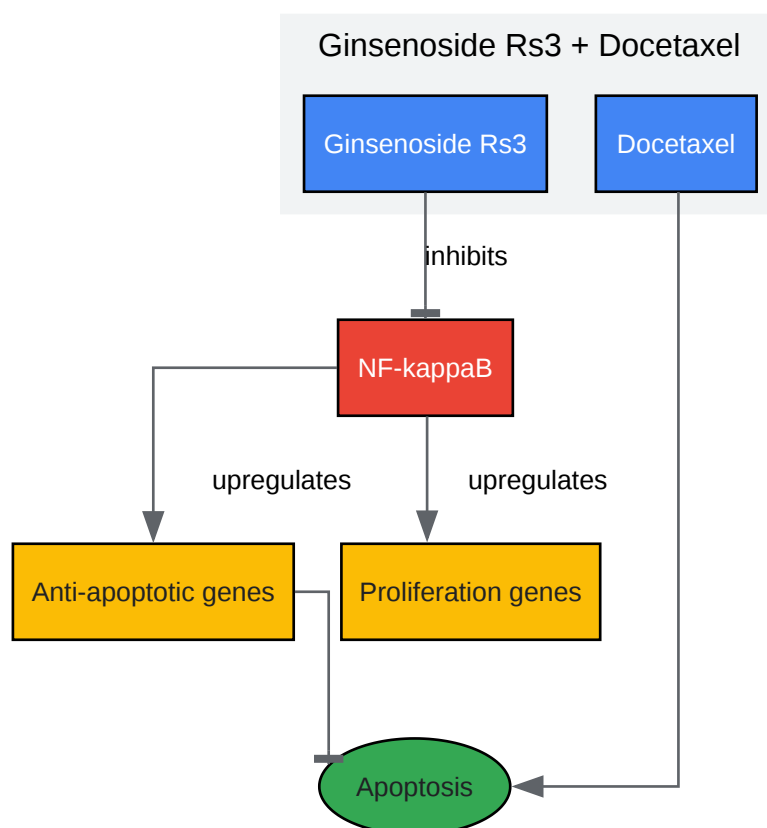 Ginsenoside Rs3 + Docetaxel
Ginsenoside Rs3
Docetaxel
inhibits
NF-kappaB
upregulates
upregulates
Anti-apoptotic genes
Proliferation genes
Apoptosis